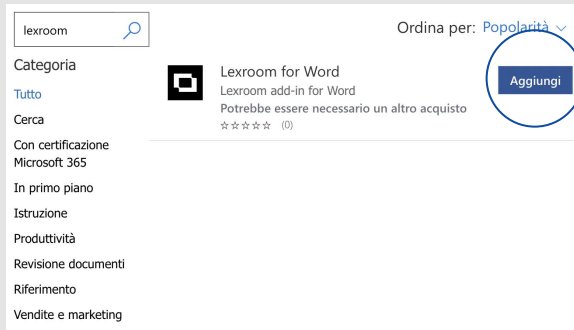 lexroom
Ordina per: Popolarità
Categoria
Tutto
Cerca
Con certificazione
Microsoft 365
In primo piano
Istruzione
Produttività
Revisione documenti
Riferimento
Vendite e marketing
Lexroom for Word
Lexroom add-in for Word
Potrebbe essere necessario un altro acquisto
☆☆☆☆☆ (0)
Aggiungi